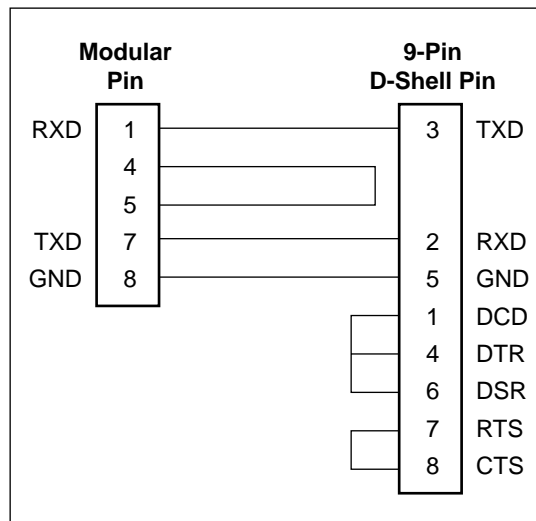 Modular
Pin
9-Pin
D-Shell Pin
RXD 1 3 TXD
4
5
TXD 7 2 RXD
GND 8 5 GND
1 DCD
4 DTR
6 DSR
7 RTS
8 CTS